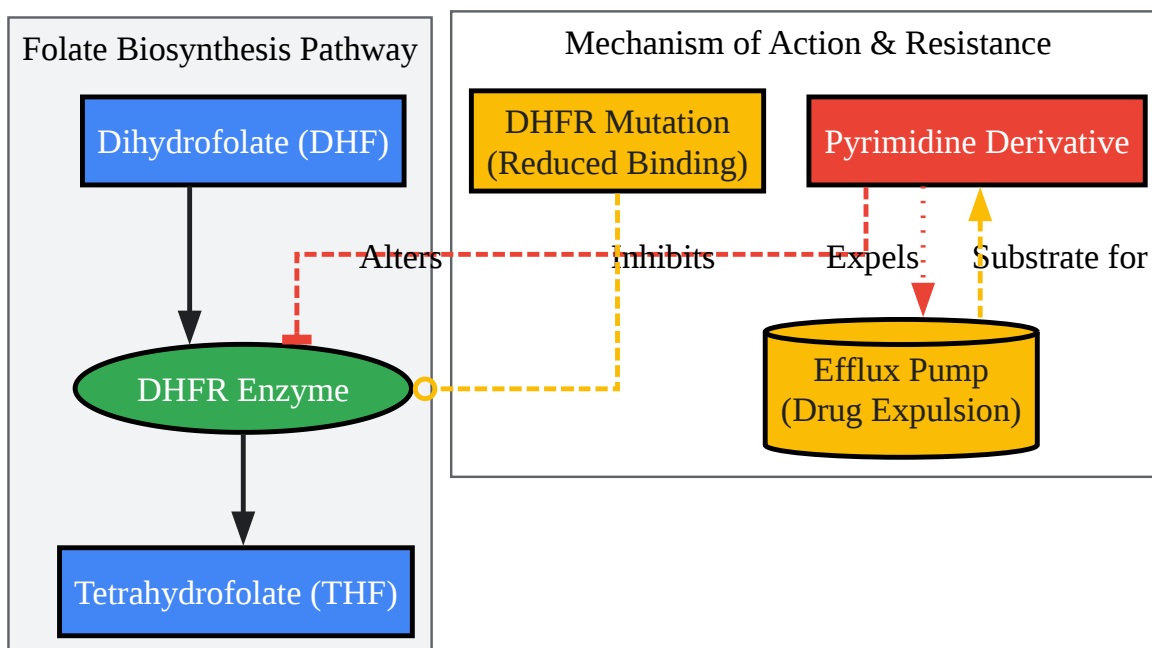 Folate Biosynthesis Pathway
Dihydrofolate (DHF)
DHFR Enzyme
Tetrahydrofolate (THF)
Mechanism of Action & Resistance
DHFR Mutation
(Reduced Binding)
Pyrimidine Derivative
Alters
Inhibits
Expels
Substrate for
Efflux Pump
(Drug Expulsion)